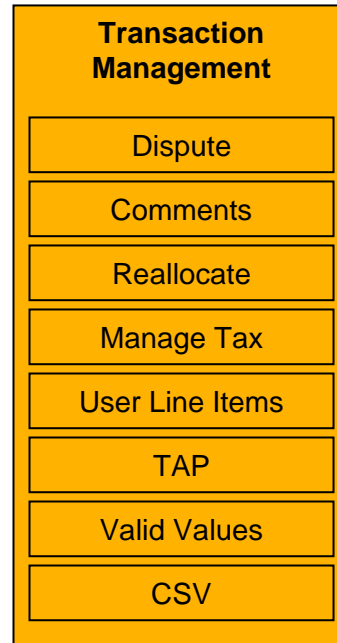 Transaction
Management
Dispute
Comments
Reallocate
Manage Tax
User Line Items
TAP
Valid Values
CSV